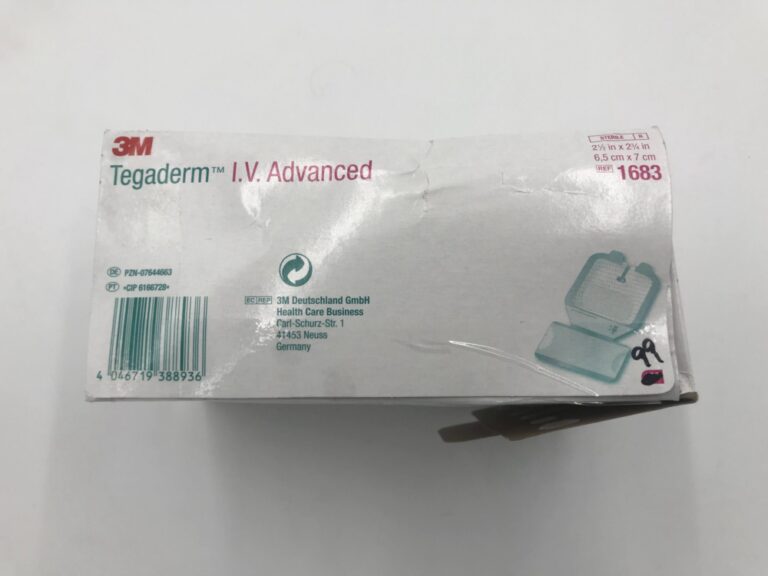 3M
Tegaderm™ I.V. Advanced
STERILE R
2½ in x 2¾ in
6,5 cm x 7 cm
REF 1683
DE PZN-07644663
PT «CIP 6166728»
EC REP 3M Deutschland GmbH
Health Care Business
Carl-Schurz-Str. 1
41453 Neuss
Germany
4 046719 388936
99